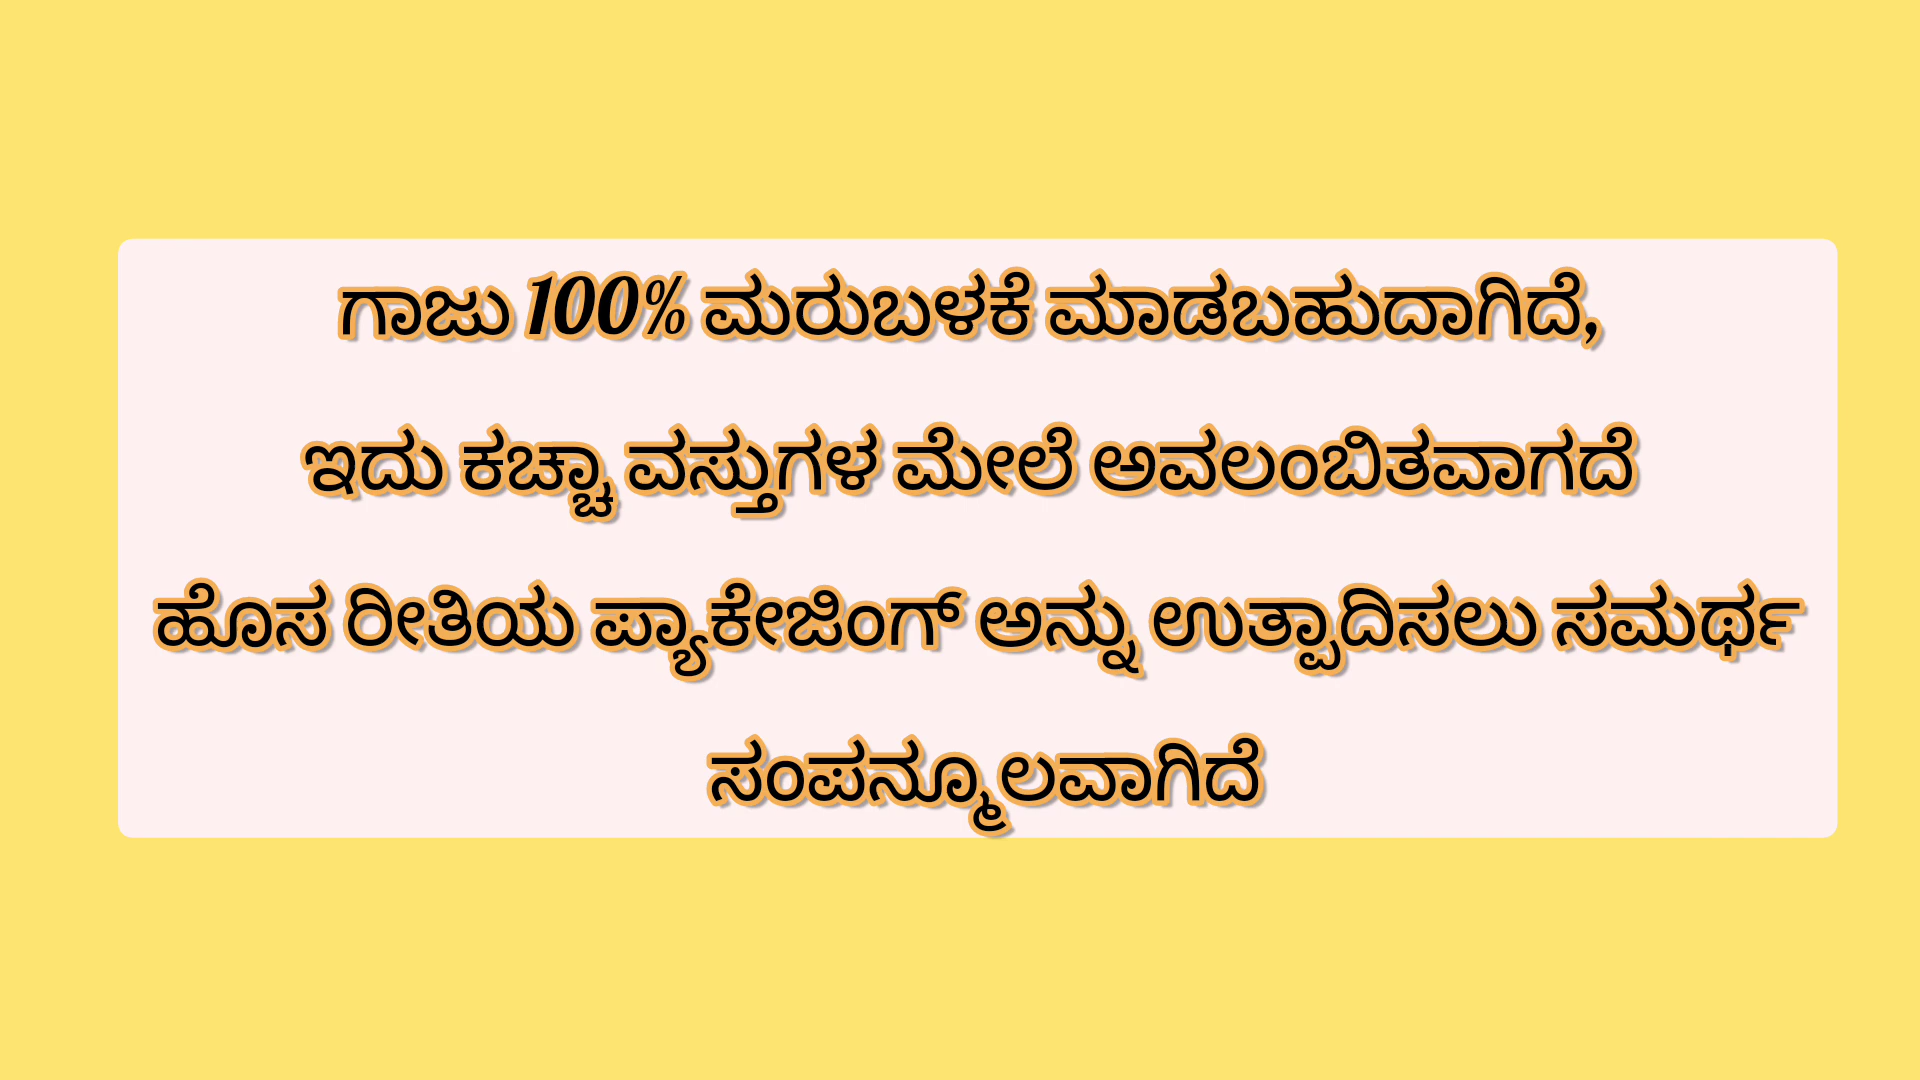 ಗಾಜು 100% ಮರುಬಳಕೆ ಮಾಡಬಹುದಾಗಿದೆ,
ಇದು ಕಚ್ಚಾ ವಸ್ತುಗಳ ಮೇಲೆ ಅವಲಂಬಿತವಾಗದೆ
ಹೊಸ ರೀತಿಯ ಪ್ಯಾಕೇಜಿಂಗ್ ಅನ್ನು ಉತ್ಪಾದಿಸಲು ಸಮರ್ಥ
ಸಂಪನ್ಮೂಲವಾಗಿದೆ